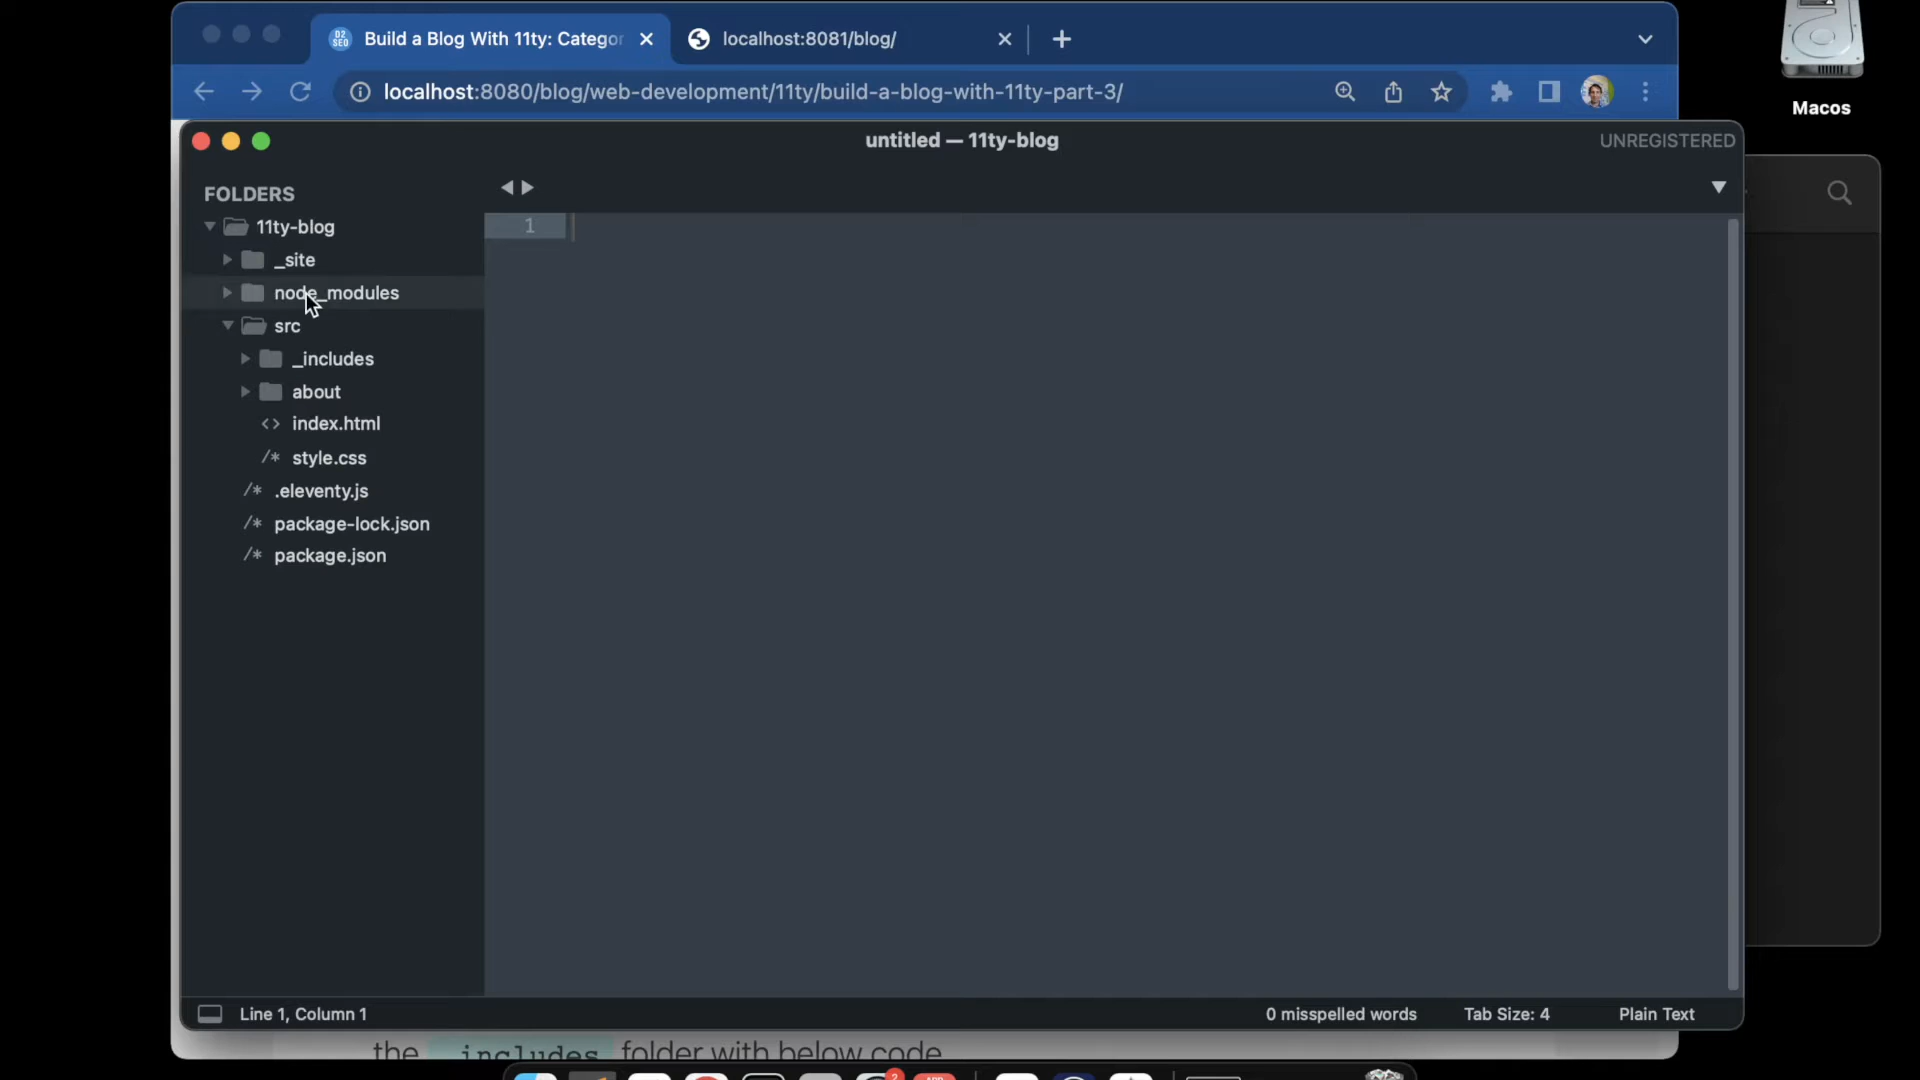 D2
SEO
Build a Blog With 11ty: Categor
localhost:8081/blog/
localhost:8080/blog/web-development/11ty/build-a-blog-with-11ty-part-3/
Macos
untitled — 11ty-blog
UNREGISTERED
FOLDERS
11ty-blog
_site
node_modules
src
_includes
about
<> index.html
/* style.css
/* .eleventy.js
/* package-lock.json
/* package.json
1
Line 1, Column 1
0 misspelled words
Tab Size: 4
Plain Text
the _includes folder with below code
2